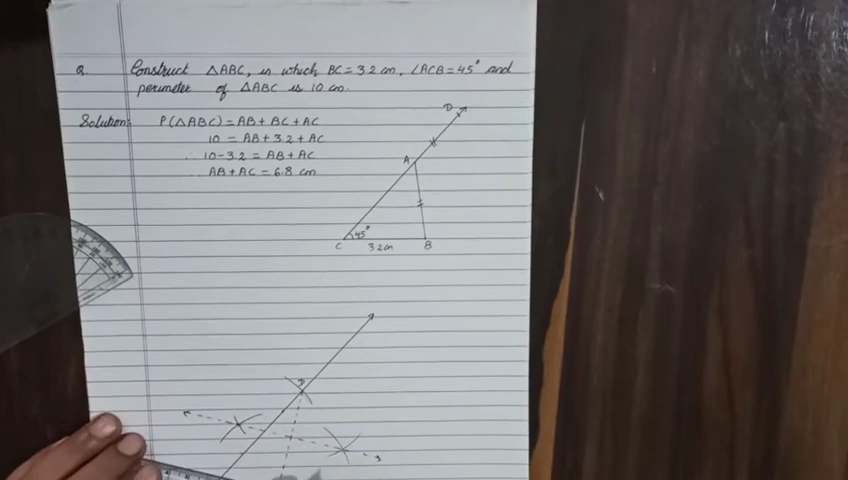 Q. Construct △ABC, in which BC = 3.2 cm, ∠ACB = 45° and
perimeter of △ABC is 10 cm.
Solution:- P(△ABC) = AB + BC + AC
10 = AB + 3.2 + AC
∴ 10 - 3.2 = AB + AC
∴ AB + AC = 6.8 cm
D
A
45°
C 3.2 cm B
D